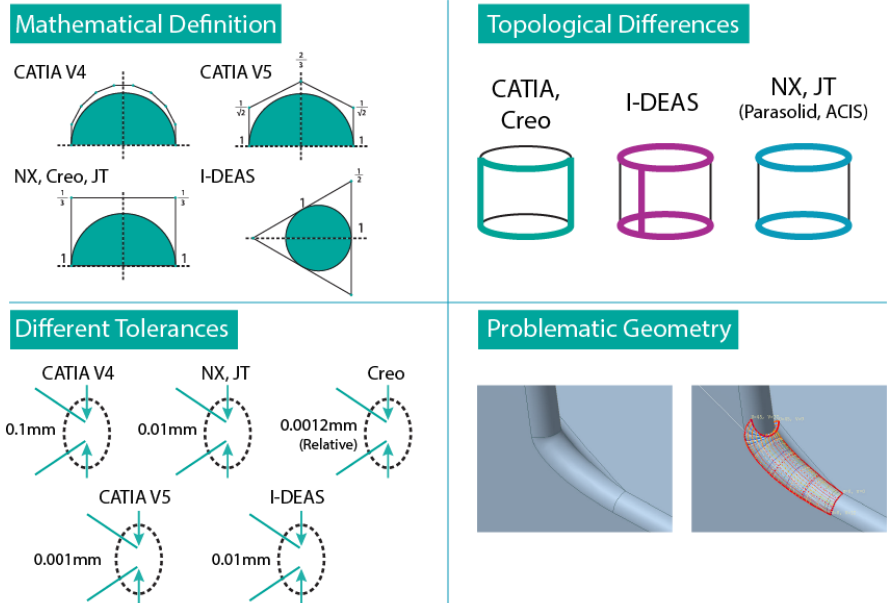 Mathematical Definition
CATIA V4
CATIA V5
2/3
1/√2
1/√2
1
1
1
1
NX, Creo, JT
I-DEAS
1/3
1/3
1
1
1/2
1
Topological Differences
CATIA,
Creo
I-DEAS
NX, JT
(Parasolid, ACIS)
Different Tolerances
CATIA V4
NX, JT
Creo
0.1mm
0.01mm
0.0012mm
(Relative)
CATIA V5
I-DEAS
0.001mm
0.01mm
Problematic Geometry